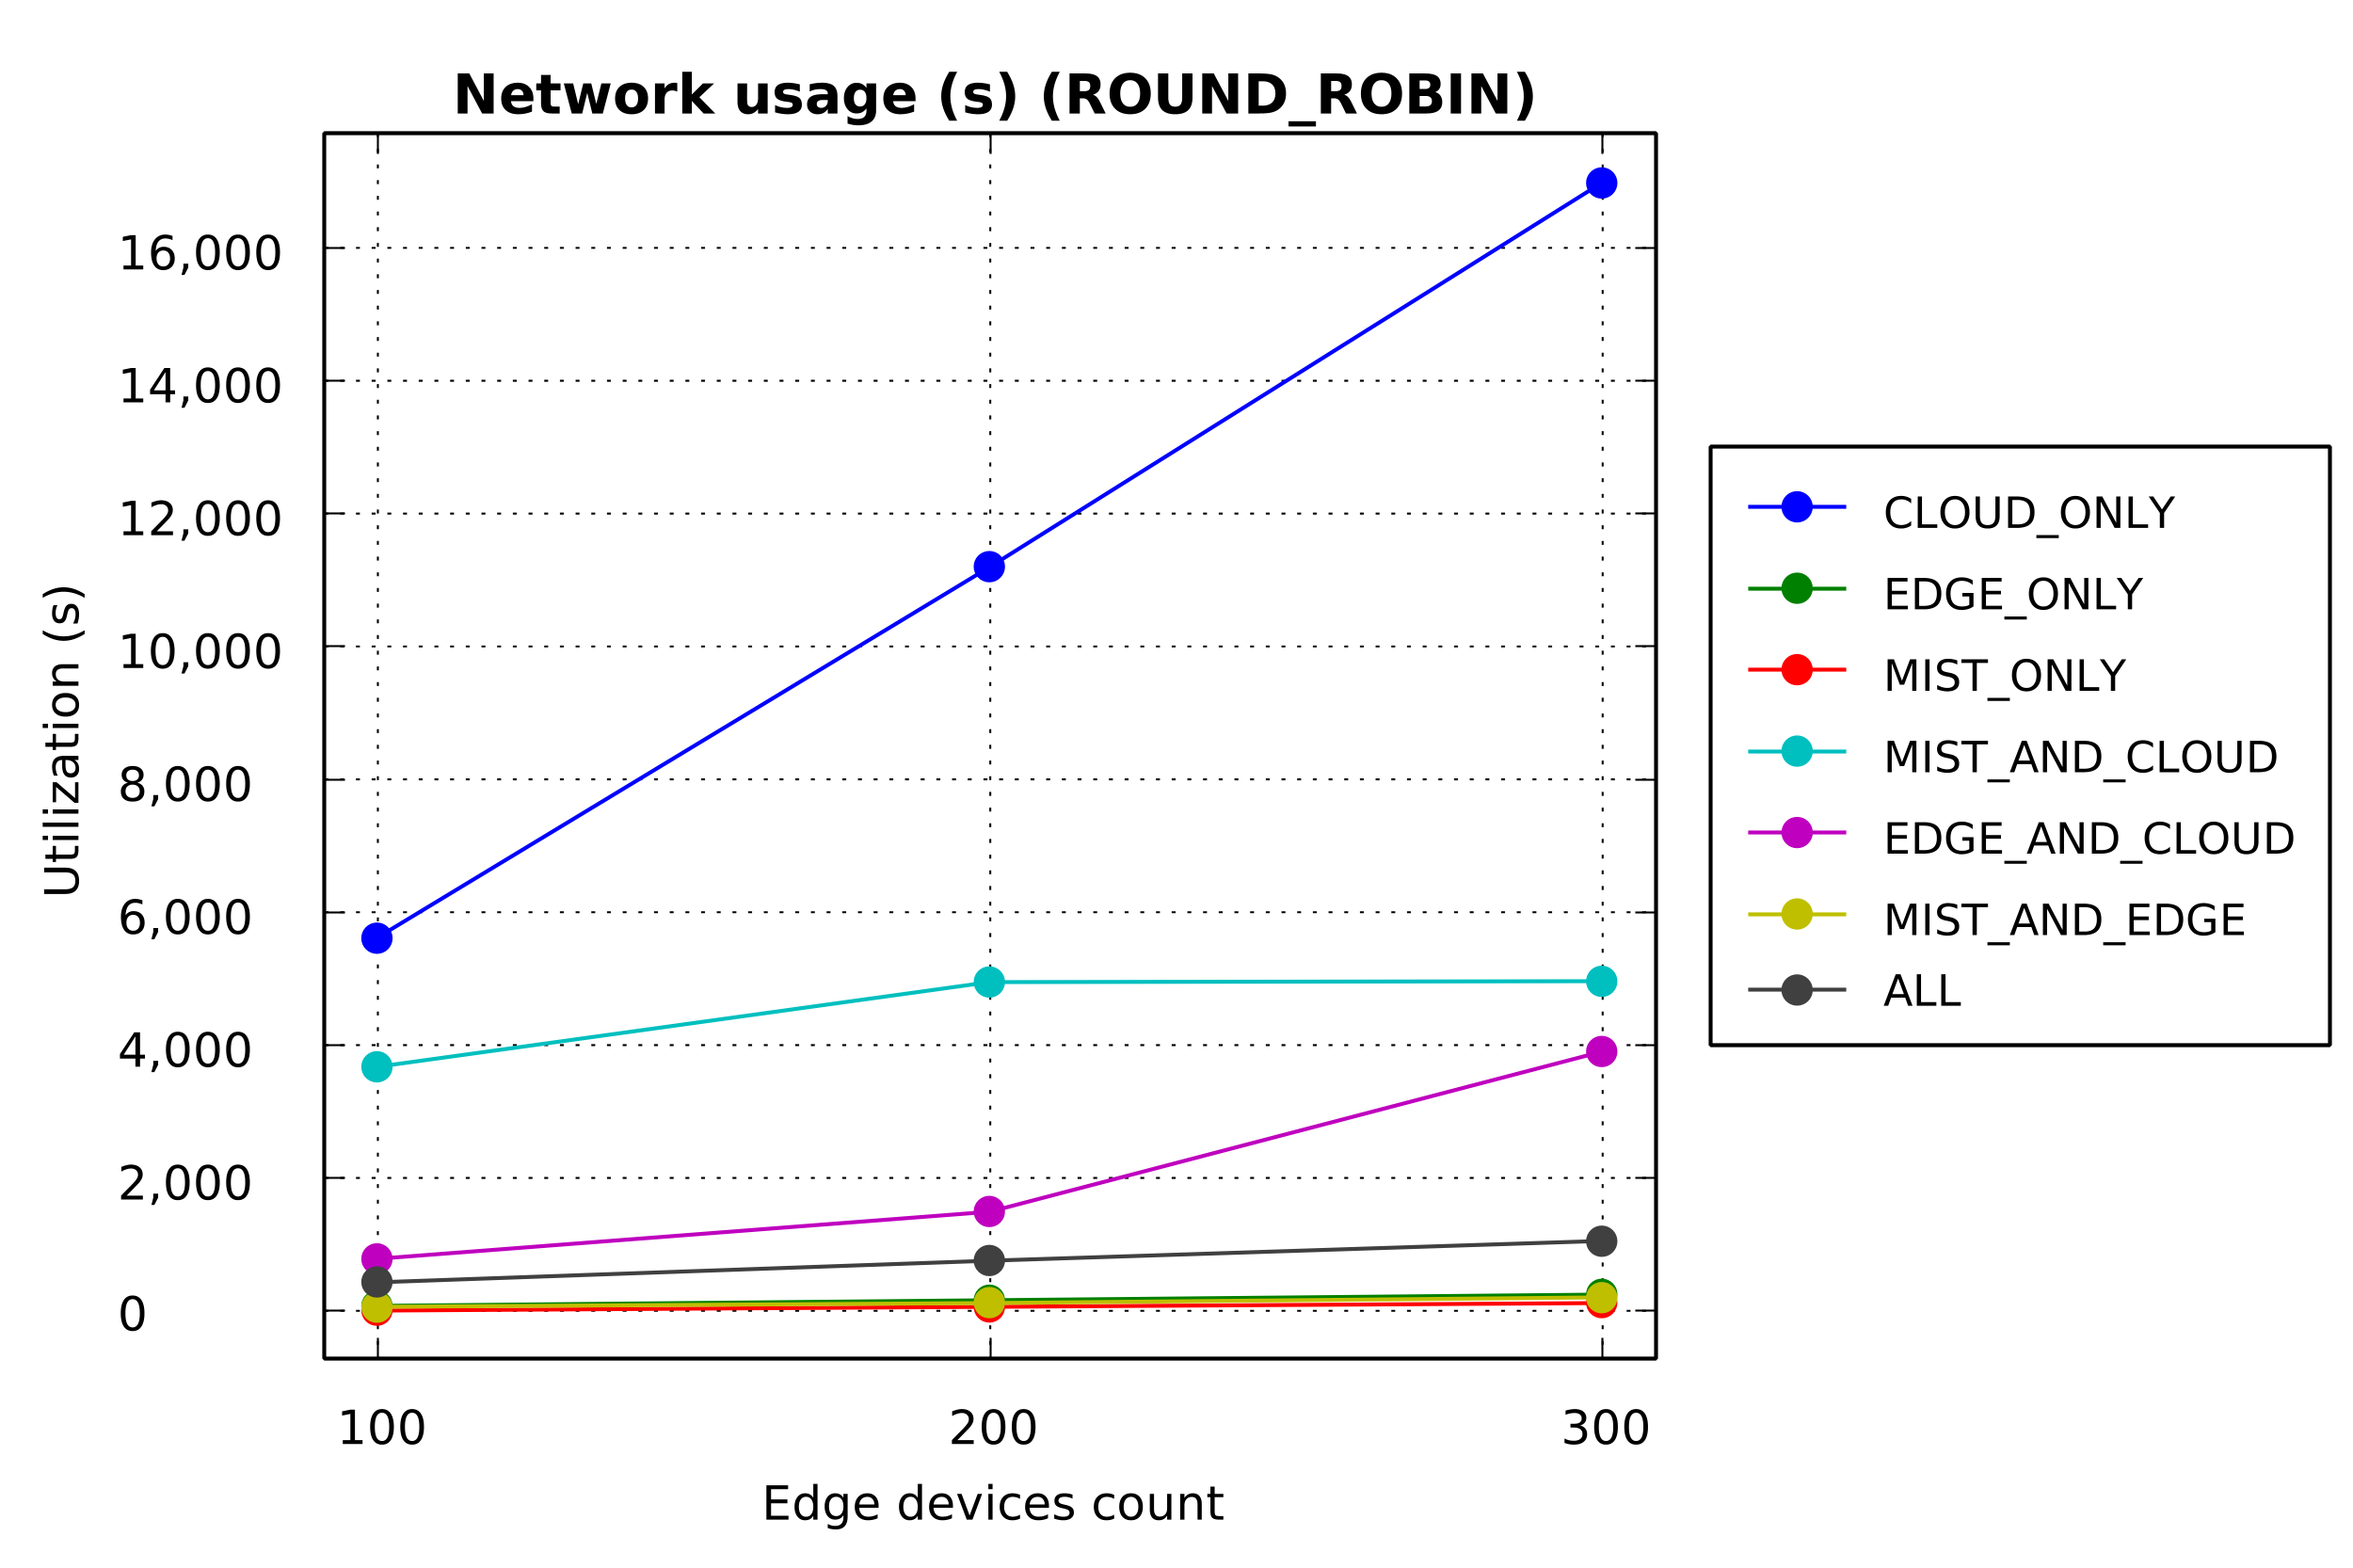 Network usage (s) (ROUND_ROBIN)
16,000
14,000
12,000
10,000
8,000
6,000
4,000
2,000
0
Utilization (s)
100
200
300
Edge devices count
CLOUD_ONLY
EDGE_ONLY
MIST_ONLY
MIST_AND_CLOUD
EDGE_AND_CLOUD
MIST_AND_EDGE
ALL